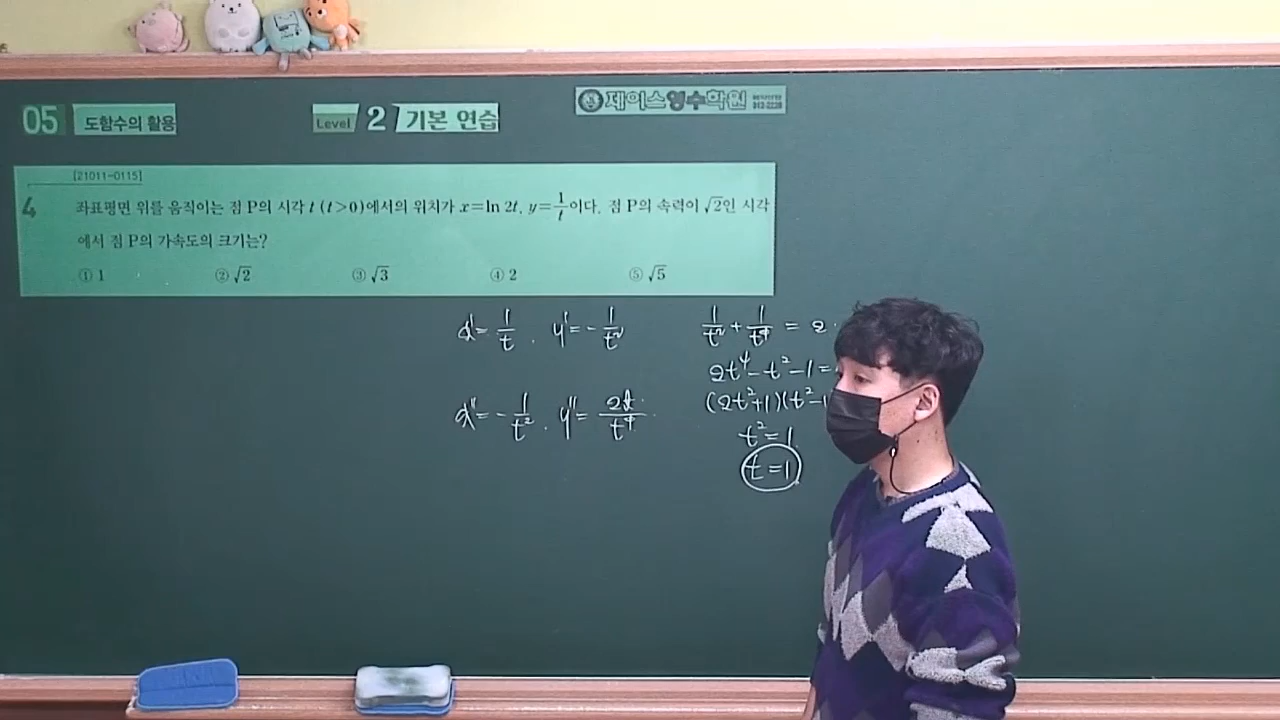 05 도함수의 활용 Level 2 기본 연습 제이스영수학원
[21011-0115]
4 좌표평면 위를 움직이는 점 P의 시각 t (t>0)에서의 위치가 x=ln 2t, y=1/t이다. 점 P의 속력이 √2인 시각
에서 점 P의 가속도의 크기는?
① 1 ② √2 ③ √3 ④ 2 ⑤ √5
x'=1/t, y'=-1/t²
1/t²+1/t⁴=2
2t⁴-t²-1=
x''=-1/t², y''=2t/t⁴
(2t²+1)(t²-1
t²=1
t=1